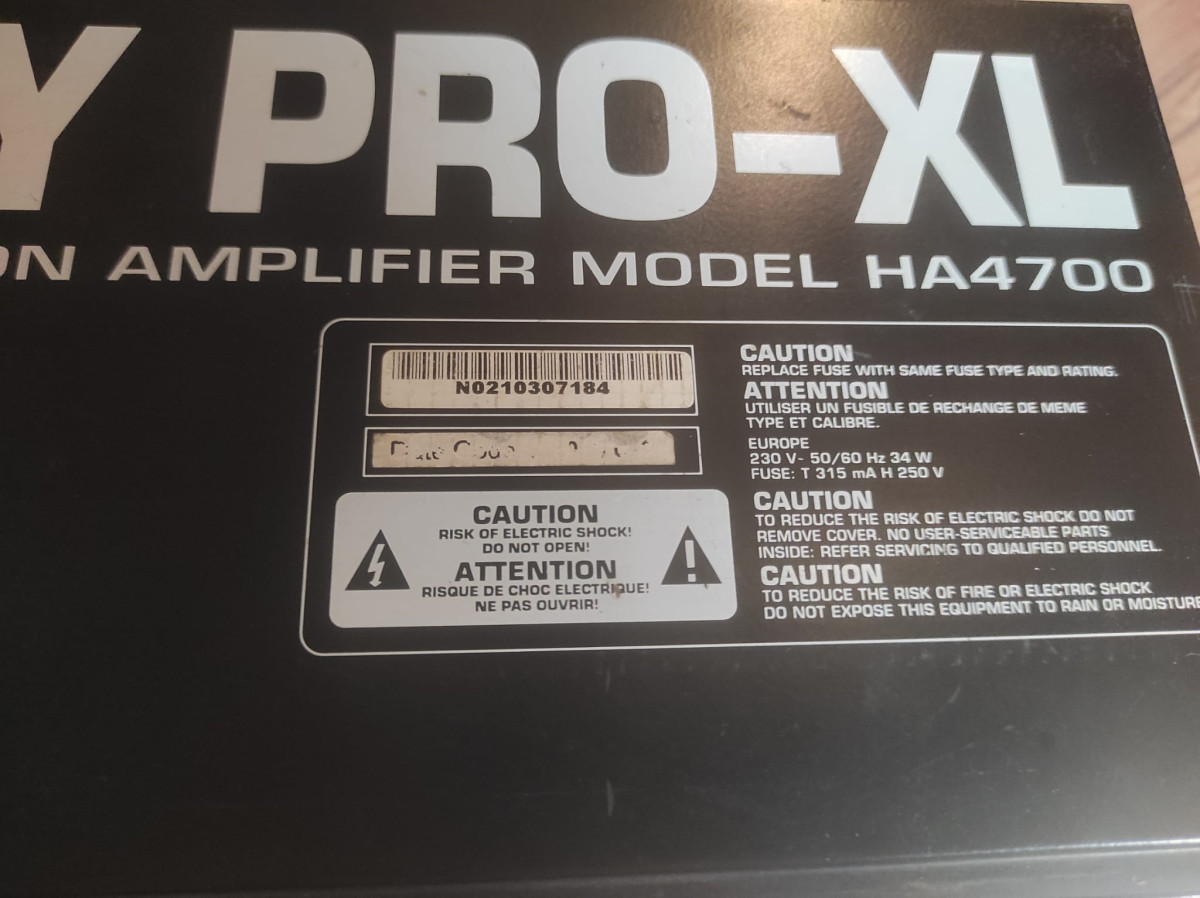 Y PRO-XL
ON AMPLIFIER MODEL HA4700
N0210307184
Date Code
CAUTION
RISK OF ELECTRIC SHOCK!
DO NOT OPEN!
ATTENTION
RISQUE DE CHOC ELECTRIQUE!
NE PAS OUVRIR!
CAUTION
REPLACE FUSE WITH SAME FUSE TYPE AND RATING.
ATTENTION
UTILISER UN FUSIBLE DE RECHANGE DE MEME
TYPE ET CALIBRE.
EUROPE
230 V~ 50/60 Hz 34 W
FUSE: T 315 mA H 250 V
CAUTION
TO REDUCE THE RISK OF ELECTRIC SHOCK DO NOT
REMOVE COVER. NO USER-SERVICEABLE PARTS
INSIDE: REFER SERVICING TO QUALIFIED PERSONNEL.
CAUTION
TO REDUCE THE RISK OF FIRE OR ELECTRIC SHOCK
DO NOT EXPOSE THIS EQUIPMENT TO RAIN OR MOISTURE